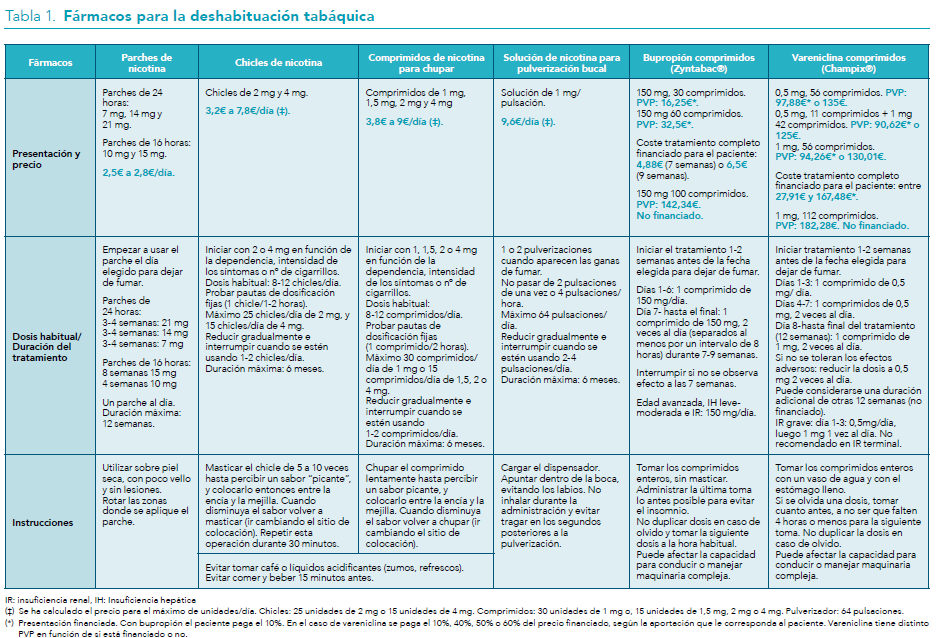 Tabla 1. Fármacos para la deshabituación tabáquica
Fármacos
Parches de
nicotina
Chicles de nicotina
Comprimidos de nicotina
para chupar
Solución de nicotina para
pulverización bucal
Bupropión comprimidos
(Zyntabac®)
Vareniclina comprimidos
(Champix®)
Presentación y
precio
Parches de 24
horas:
7 mg, 14 mg y
21 mg.
Parches de 16 horas:
10 mg y 15 mg.
2,5€ a 2,8€/día.
Chicles de 2 mg y 4 mg.
3,2€ a 7,8€/día (‡).
Comprimidos de 1 mg,
1,5 mg, 2 mg y 4 mg
3,8€ a 9€/día (‡).
Solución de 1 mg/
pulsación.
9,6€/día (‡).
150 mg, 30 comprimidos.
PVP: 16,25€*.
150 mg 60 comprimidos.
PVP: 32,5€*.
Coste tratamiento completo
financiado para el paciente:
4,88€ (7 semanas) o 6,5€
(9 semanas).
150 mg 100 comprimidos.
PVP: 142,34€.
No financiado.
0,5 mg, 56 comprimidos. PVP:
97,88€* o 135€.
0,5 mg, 11 comprimidos + 1 mg
42 comprimidos. PVP: 90,62€* o
125€.
1 mg, 56 comprimidos.
PVP: 94,26€* o 130,01€.
Coste tratamiento completo
financiado para el paciente: entre
27,91€ y 167,48€*.
1 mg, 112 comprimidos.
PVP: 182,28€. No financiado.
Dosis habitual/
Duración del
tratamiento
Empezar a usar el
parche el día
elegido para dejar
de fumar.
Parches de
24 horas:
3-4 semanas: 21 mg
3-4 semanas: 14 mg
3-4 semanas: 7 mg
Parches de 16 horas:
8 semanas 15 mg
4 semanas 10 mg
Un parche al día.
Duración máxima:
12 semanas.
Iniciar con 2 o 4 mg en función de
la dependencia, intensidad de
los síntomas o nº de cigarrillos.
Dosis habitual: 8-12 chicles/día.
Probar pautas de dosificación
fijas (1 chicle/1-2 horas).
Máximo 25 chicles/día de 2 mg, y
15 chicles/día de 4 mg.
Reducir gradualmente e
interrumpir cuando se estén
usando 1-2 chicles/día.
Duración máxima: 6 meses.
Iniciar con 1, 1,5, 2 o 4 mg
en función de la
dependencia, intensidad
de los síntomas o nº de
cigarrillos.
Dosis habitual:
8-12 comprimidos/día.
Probar pautas de
dosificación fijas
(1 comprimido/2 horas).
Máximo 30 comprimidos/
día de 1 mg o 15
comprimidos/día de 1,5, 2 o
4 mg.
Reducir gradualmente e
interrumpir cuando se
estén usando
1-2 comprimidos/día.
Duración máxima: 6 meses.
1 o 2 pulverizaciones
cuando aparecen las ganas
de fumar.
No pasar de 2 pulsaciones
de una vez o 4 pulsaciones/
hora.
Máximo 64 pulsaciones/
día.
Reducir gradualmente e
interrumpir cuando se
estén usando 2-4
pulsaciones/día.
Duración máxima: 6 meses.
Iniciar el tratamiento 1-2
semanas antes de la fecha
elegida para dejar de fumar.
Días 1-6: 1 comprimido de
150 mg/día.
Día 7- hasta el final: 1
comprimido de 150 mg, 2
veces al día (separados al
menos por un intervalo de 8
horas) durante 7-9 semanas.
Interrumpir si no se observa
efecto a las 7 semanas.
Edad avanzada, IH leve-
moderada e IR: 150 mg/día.
Iniciar tratamiento 1-2 semanas
antes de la fecha elegida para
dejar de fumar.
Días 1-3: 1 comprimido de 0,5
mg/ día.
Días 4-7: 1 comprimidos de 0,5
mg, 2 veces al día.
Día 8-hasta final del tratamiento
(12 semanas): 1 comprimido de
1 mg, 2 veces al día.
Si no se toleran los efectos
adversos: reducir la dosis a 0,5
mg 2 veces al día.
Puede considerarse una duración
adicional de otras 12 semanas (no
financiado).
IR grave: día 1-3: 0,5mg/día,
luego 1 mg 1 vez al día. No
recomendado en IR terminal.
Instrucciones
Utilizar sobre piel
seca, con poco vello
y sin lesiones.
Rotar las zonas
donde se aplique el
parche.
Masticar el chicle de 5 a 10 veces
hasta percibir un sabor “picante”,
y colocarlo entonces entre la
encía y la mejilla. Cuando
disminuya el sabor volver a
masticar (ir cambiando el sitio de
colocación). Repetir esta
operación durante 30 minutos.
Chupar el comprimido
lentamente hasta percibir
un sabor picante, y
colocarlo entre la encía y la
mejilla. Cuando disminuya
el sabor volver a chupar (ir
cambiando el sitio de
colocación).
Evitar tomar café o líquidos acidificantes (zumos, refrescos).
Evitar comer y beber 15 minutos antes.
Cargar el dispensador.
Apuntar dentro de la boca,
evitando los labios. No
inhalar durante la
administración y evitar
tragar en los segundos
posteriores a la
pulverización.
Tomar los comprimidos
enteros, sin masticar.
Administrar la última toma
lo antes posible para evitar
el insomnio.
No duplicar dosis en caso de
olvido y tomar la siguiente
dosis a la hora habitual.
Puede afectar la capacidad
para conducir o manejar
maquinaria compleja.
Tomar los comprimidos enteros
con un vaso de agua y con el
estómago lleno.
Si se olvida una dosis, tomar
cuanto antes, a no ser que falten
4 horas o menos para la siguiente
toma. No duplicar la dosis en
caso de olvido.
Puede afectar la capacidad para
conducir o manejar maquinaria
compleja.
IR: insuficiencia renal, IH: Insuficiencia hepática
(‡) Se ha calculado el precio para el máximo de unidades/día. Chicles: 25 unidades de 2 mg o 15 unidades de 4 mg. Comprimidos: 30 unidades de 1 mg o, 15 unidades de 1,5 mg, 2 mg o 4 mg. Pulverizador: 64 pulsaciones.
(*) Presentación financiada. Con bupropión el paciente paga el 10%. En el caso de vareniclina se paga el 10%, 40%, 50% o 60% del precio financiado, según la aportación que le corresponda al paciente. Vareniclina tiene distinto
PVP en función de si está financiado o no.